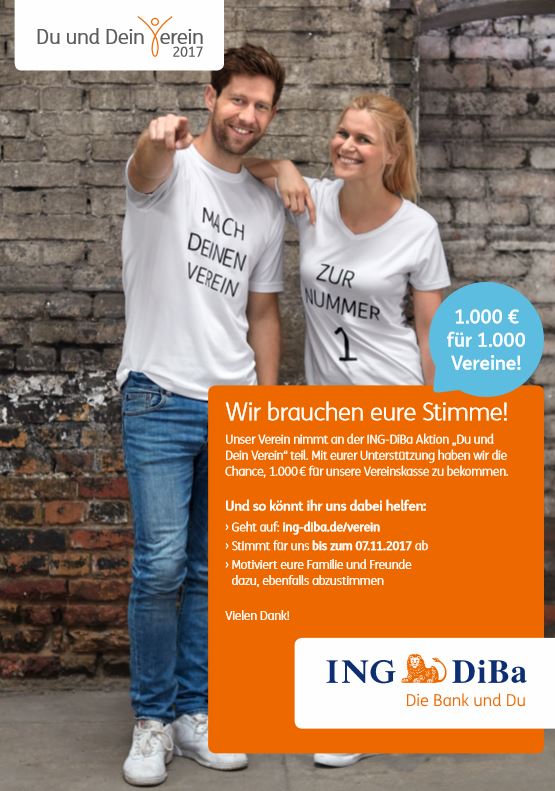 Du und Dein Verein
2017
MACH
DEINEN
VEREIN
ZUR
NUMMER
1
1.000 €
für 1.000
Vereine!
Wir brauchen eure Stimme!
Unser Verein nimmt an der ING-DiBa Aktion „Du und
Dein Verein“ teil. Mit eurer Unterstützung haben wir die
Chance, 1.000 € für unsere Vereinskasse zu bekommen.
Und so könnt ihr uns dabei helfen:
› Geht auf: ing-diba.de/verein
› Stimmt für uns bis zum 07.11.2017 ab
› Motiviert eure Familie und Freunde
dazu, ebenfalls abzustimmen
Vielen Dank!
ING DiBa
Die Bank und Du